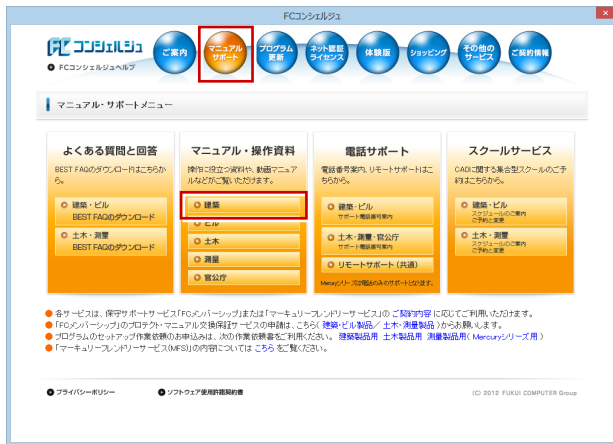 FCコンシェルジュ
FCコンシェルジュ
FCコンシェルジュヘルプ
ご案内
マニュアル
サポート
プログラム
更新
ネット認証
ライセンス
体験版
ショッピング
その他の
サービス
ご契約情報
マニュアル・サポートメニュー
よくある質問と回答
BEST FAQのダウンロードはこちらか
ら。
建築・ビル
BEST FAQのダウンロード
土木・測量
BEST FAQのダウンロード
マニュアル・操作資料
操作に役立つ資料や、動画マニュア
ルなどがご覧いただけます。
建築
ビル
土木
測量
官公庁
電話サポート
電話番号案内、リモートサポートはこ
ちらから。
建築・ビル
サポート電話番号案内
土木・測量・官公庁
サポート電話番号案内
リモートサポート（共通）
Mercuryシリーズは電話のみのサポートとなります。
スクールサービス
CADに関する集合型スクールのご予
約はこちらから。
建築・ビル
スケジュールのご案内
ご予約と変更
土木・測量
スケジュールのご案内
ご予約と変更
各サービスは、保守サポートサービス「FCメンバーシップ」または「マーキュリーフレンドリーサービス」の ご契約内容 に応じてご利用いただけます。
「FCメンバーシップ」のプロテクト・マニュアル交換保証サービスの申請は、こちら（ 建築・ビル製品／ 土木・測量製品 ）からお願いします。
プログラムのセットアップ作業依頼のお申込みは、次の作業依頼書をご利用ください。 建築製品用 土木製品用 測量製品用（ Mercuryシリーズ用 ）
「マーキュリーフレンドリーサービス(MFS)」の内容については こちら をご覧ください。
プライバシーポリシー
ソフトウェア使用許諾契約書
(C) 2012 FUKUI COMPUTER Group